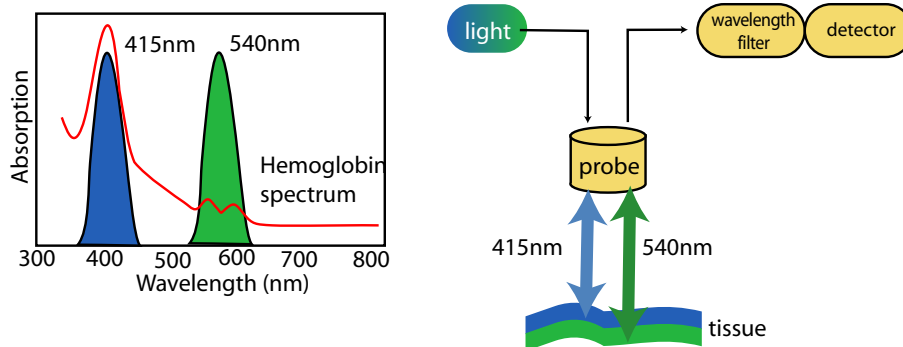 415nm
540nm
Absorption
Hemoglobin
spectrum
300
400
500
600
700
800
Wavelength (nm)
light
wavelength
filter
detector
probe
415nm
540nm
tissue